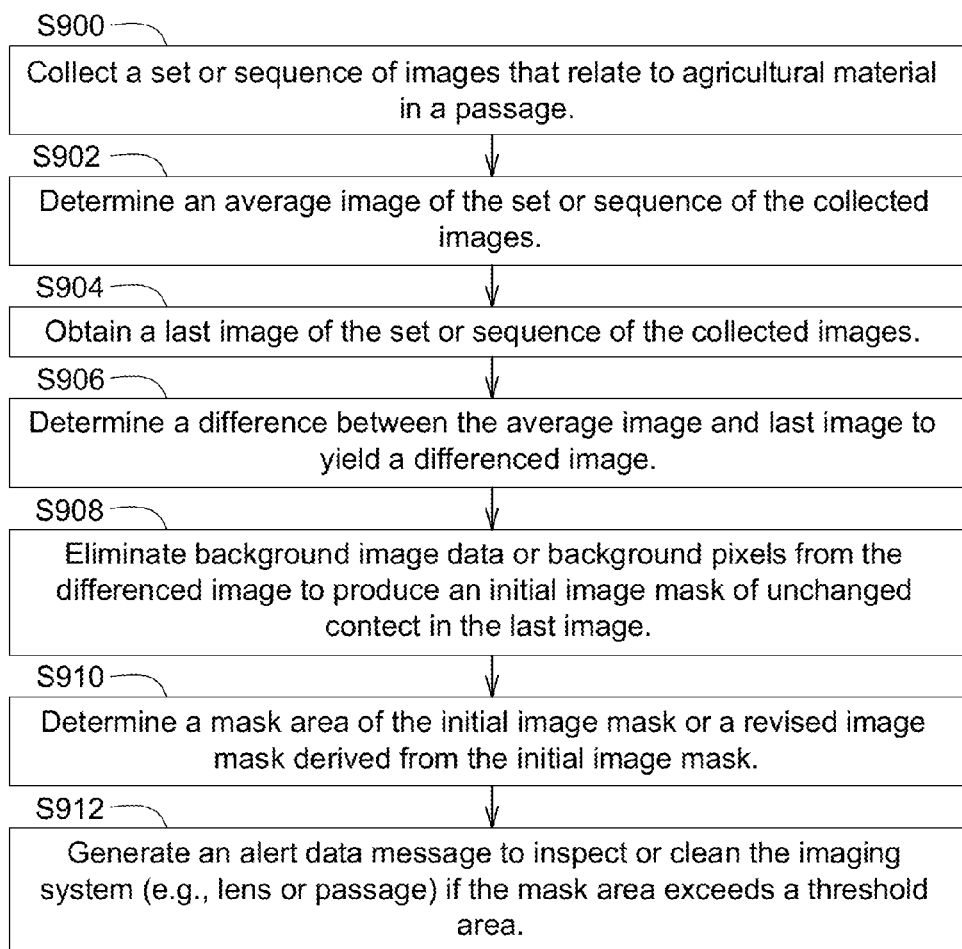 S900
Collect a set or sequence of images that relate to agricultural material
in a passage.
S902
Determine an average image of the set or sequence of the collected
images.
S904
Obtain a last image of the set or sequence of the collected images.
S906
Determine a difference between the average image and last image to
yield a differenced image.
S908
Eliminate background image data or background pixels from the
differenced image to produce an initial image mask of unchanged
contect in the last image.
S910
Determine a mask area of the initial image mask or a revised image
mask derived from the initial image mask.
S912
Generate an alert data message to inspect or clean the imaging
system (e.g., lens or passage) if the mask area exceeds a threshold
area.